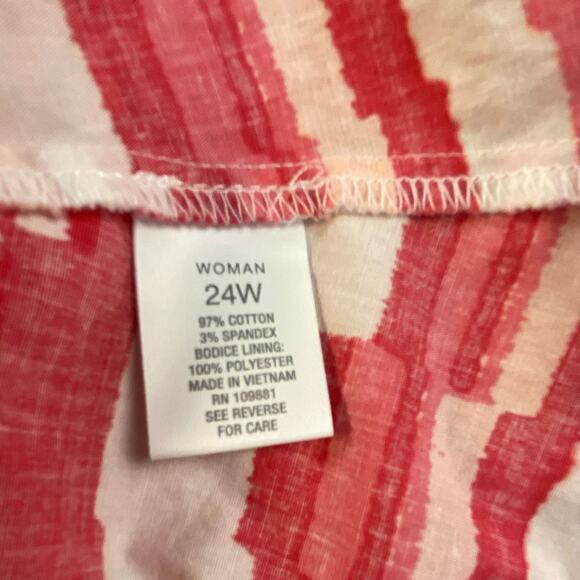 WOMAN
24W
97% COTTON
3% SPANDEX
BODICE LINING:
100% POLYESTER
MADE IN VIETNAM
RN 109881
SEE REVERSE
FOR CARE